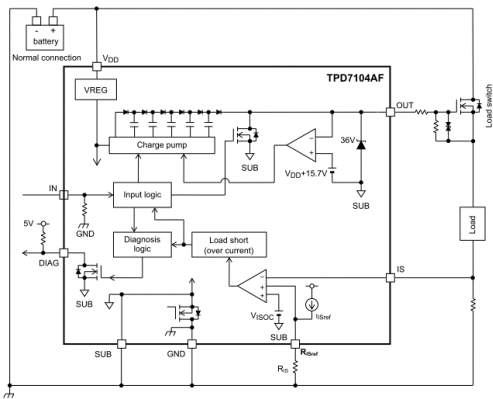 - +
battery
Normal connection
VDD
TPD7104AF
VREG
OUT
Load switch
Charge pump
36V
SUB
VDD+15.7V
SUB
IN
Input logic
GND
5V
Load
Diagnosis logic
Load short
(over current)
DIAG
IS
SUB
VISOC
IISref
SUB
SUB
GND
RISref
RIS